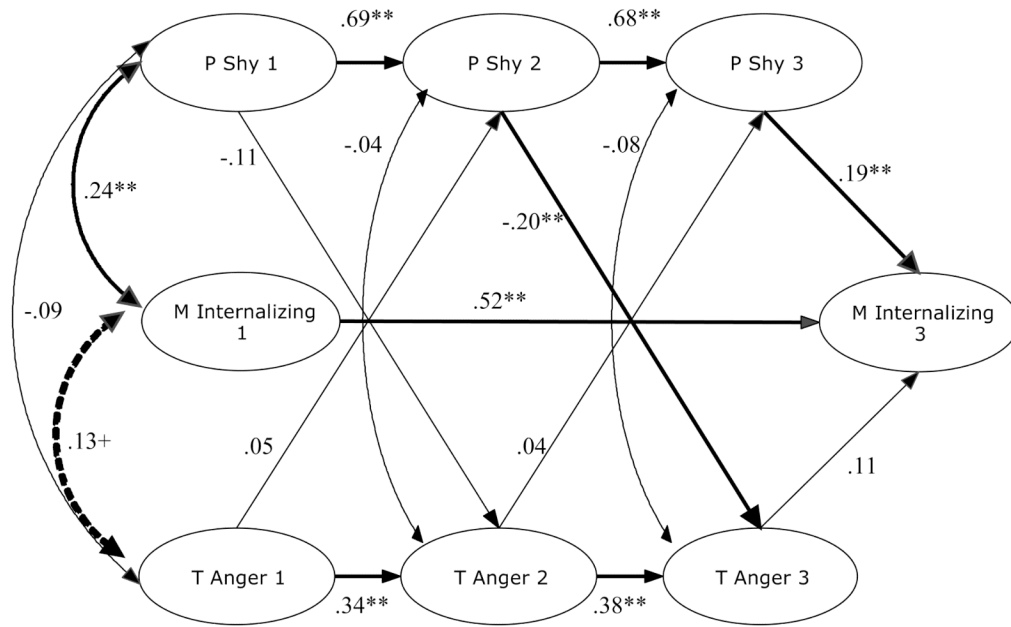 .69**
.68**
P Shy 1
P Shy 2
P Shy 3
-.11
-.04
-.08
.24**
-.20**
.19**
-.09
M Internalizing
1
.52**
M Internalizing
3
.13+
.05
.04
.11
T Anger 1
T Anger 2
T Anger 3
.34**
.38**